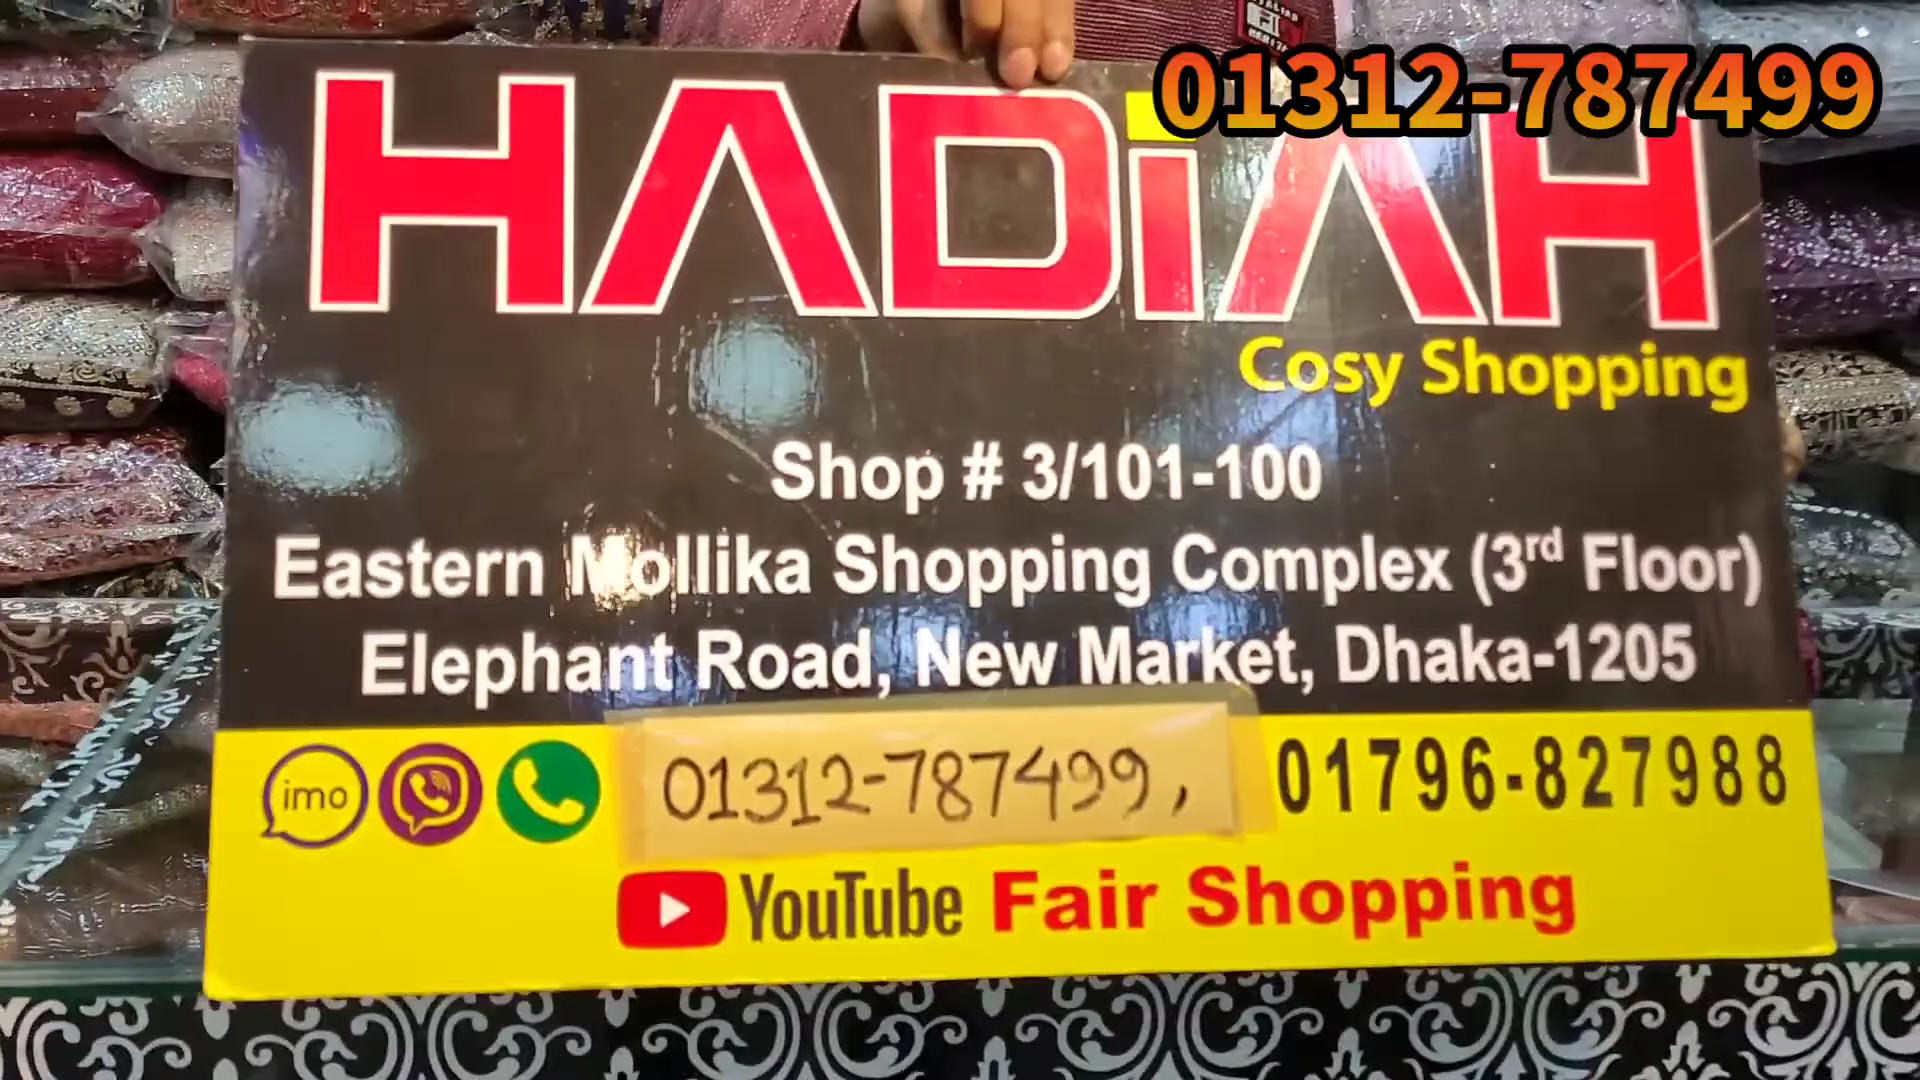 01312-787499
HADiAH
Cosy Shopping
Shop # 3/101-100
Eastern Mollika Shopping Complex (3rd Floor)
Elephant Road, New Market, Dhaka-1205
imo 01312-787499, 01796-827988
YouTube Fair Shopping